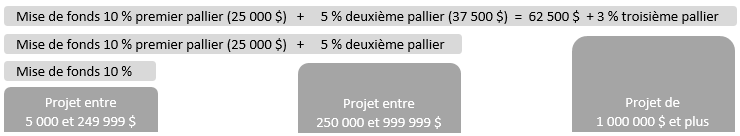 Mise de fonds 10 % premier pallier (25 000 $) + 5 % deuxième pallier (37 500 $) = 62 500 $ + 3 % troisième pallier
Mise de fonds 10 % premier pallier (25 000 $) + 5 % deuxième pallier
Mise de fonds 10 %
Projet entre
5 000 et 249 999 $
Projet entre
250 000 et 999 999 $
Projet de
1 000 000 $ et plus